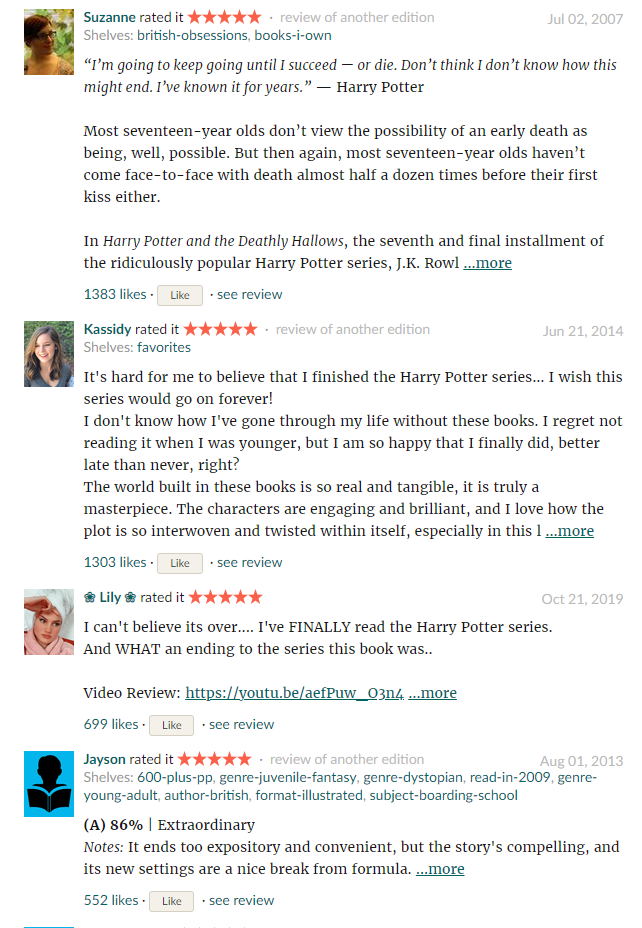 Suzanne rated it ★★★★★ · review of another edition Jul 02, 2007
Shelves: british-obsessions, books-i-own
“I’m going to keep going until I succeed — or die. Don’t think I don’t know how this
might end. I’ve known it for years.” — Harry Potter
Most seventeen-year olds don’t view the possibility of an early death as
being, well, possible. But then again, most seventeen-year olds haven’t
come face-to-face with death almost half a dozen times before their first
kiss either.
In Harry Potter and the Deathly Hallows, the seventh and final installment of
the ridiculously popular Harry Potter series, J.K. Rowl ...more
1383 likes · Like · see review
Kassidy rated it ★★★★★ · review of another edition Jun 21, 2014
Shelves: favorites
It's hard for me to believe that I finished the Harry Potter series... I wish this
series would go on forever!
I don't know how I've gone through my life without these books. I regret not
reading it when I was younger, but I am so happy that I finally did, better
late than never, right?
The world built in these books is so real and tangible, it is truly a
masterpiece. The characters are engaging and brilliant, and I love how the
plot is so interwoven and twisted within itself, especially in this l ...more
1303 likes · Like · see review
❀ Lily ❀ rated it ★★★★★ Oct 21, 2019
I can't believe its over.... I've FINALLY read the Harry Potter series.
And WHAT an ending to the series this book was..
Video Review: https://youtu.be/aefPuw_O3n4 ...more
699 likes · Like · see review
Jayson rated it ★★★★★ · review of another edition Aug 01, 2013
Shelves: 600-plus-pp, genre-juvenile-fantasy, genre-dystopian, read-in-2009, genre-
young-adult, author-british, format-illustrated, subject-boarding-school
(A) 86% | Extraordinary
Notes: It ends too expository and convenient, but the story's compelling, and
its new settings are a nice break from formula. ...more
552 likes · Like · see review